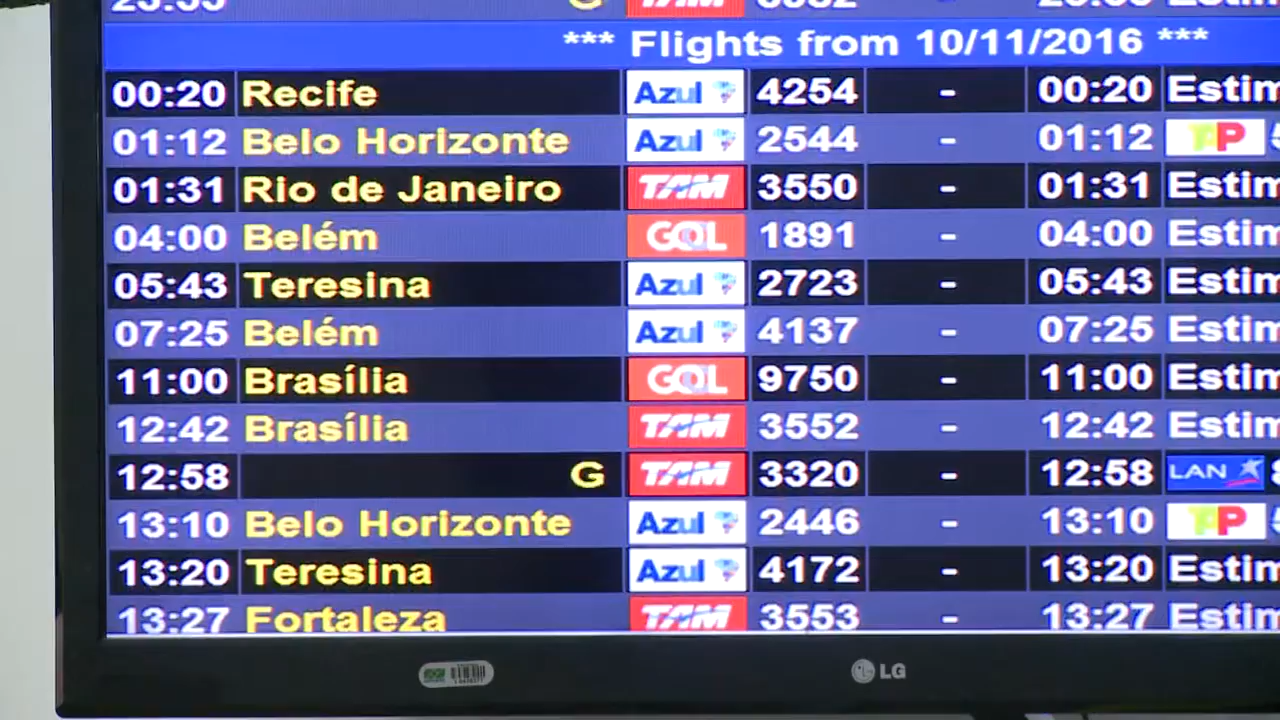 *** Flights from 10/11/2016 ***
00:20 Recife Azul 4254 - 00:20 Estim
01:12 Belo Horizonte Azul 2544 - 01:12 TAP
01:31 Rio de Janeiro TAM 3550 - 01:31 Estim
04:00 Belém GOL 1891 - 04:00 Estim
05:43 Teresina Azul 2723 - 05:43 Estim
07:25 Belém Azul 4137 - 07:25 Estim
11:00 Brasília GOL 9750 - 11:00 Estim
12:42 Brasília TAM 3552 - 12:42 Estim
12:58 G TAM 3320 - 12:58 LAN
13:10 Belo Horizonte Azul 2446 - 13:10 TAP
13:20 Teresina Azul 4172 - 13:20 Estim
13:27 Fortaleza TAM 3553 - 13:27 Estim
LG